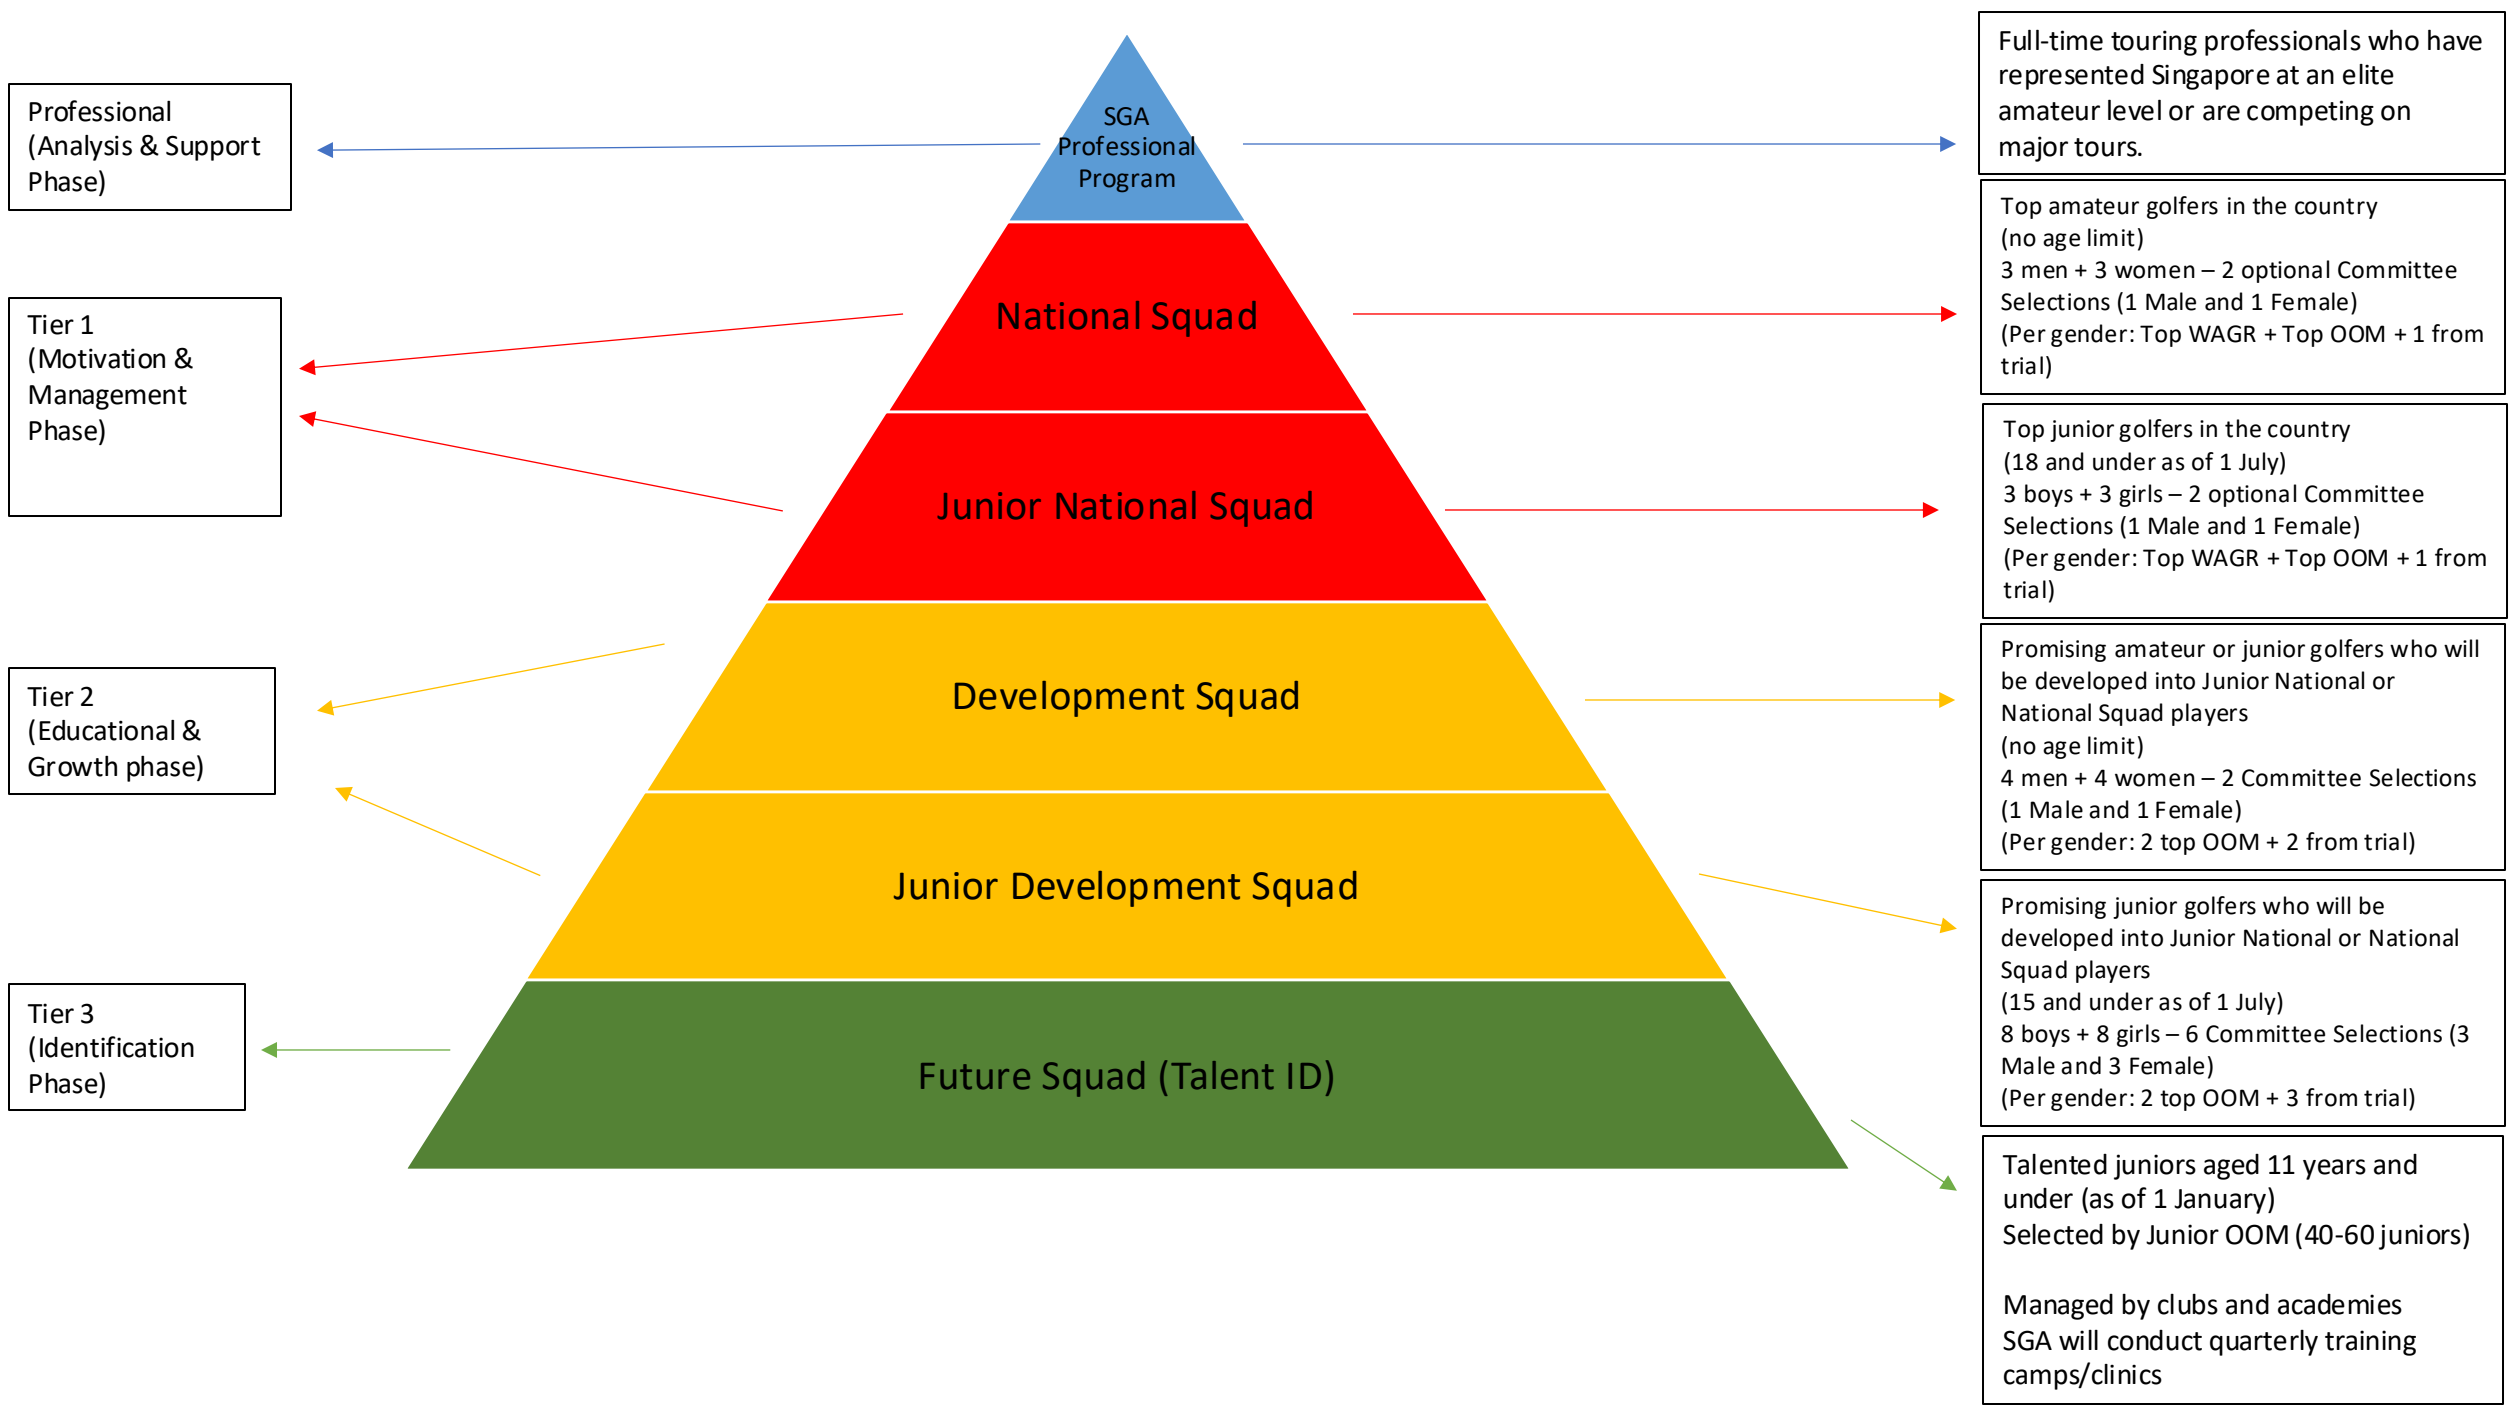 Professional
(Analysis & Support
Phase)
Tier 1
(Motivation &
Management
Phase)
Tier 2
(Educational &
Growth phase)
Tier 3
(Identification
Phase)
SGA
Professional
Program
National Squad
Junior National Squad
Development Squad
Junior Development Squad
Future Squad (Talent ID)
Full-time touring professionals who have
represented Singapore at an elite
amateur level or are competing on
major tours.
Top amateur golfers in the country
(no age limit)
3 men + 3 women – 2 optional Committee
Selections (1 Male and 1 Female)
(Per gender: Top WAGR + Top OOM + 1 from
trial)
Top junior golfers in the country
(18 and under as of 1 July)
3 boys + 3 girls – 2 optional Committee
Selections (1 Male and 1 Female)
(Per gender: Top WAGR + Top OOM + 1 from
trial)
Promising amateur or junior golfers who will
be developed into Junior National or
National Squad players
(no age limit)
4 men + 4 women – 2 Committee Selections
(1 Male and 1 Female)
(Per gender: 2 top OOM + 2 from trial)
Promising junior golfers who will be
developed into Junior National or National
Squad players
(15 and under as of 1 July)
8 boys + 8 girls – 6 Committee Selections (3
Male and 3 Female)
(Per gender: 2 top OOM + 3 from trial)
Talented juniors aged 11 years and
under (as of 1 January)
Selected by Junior OOM (40-60 juniors)
Managed by clubs and academies
SGA will conduct quarterly training
camps/clinics